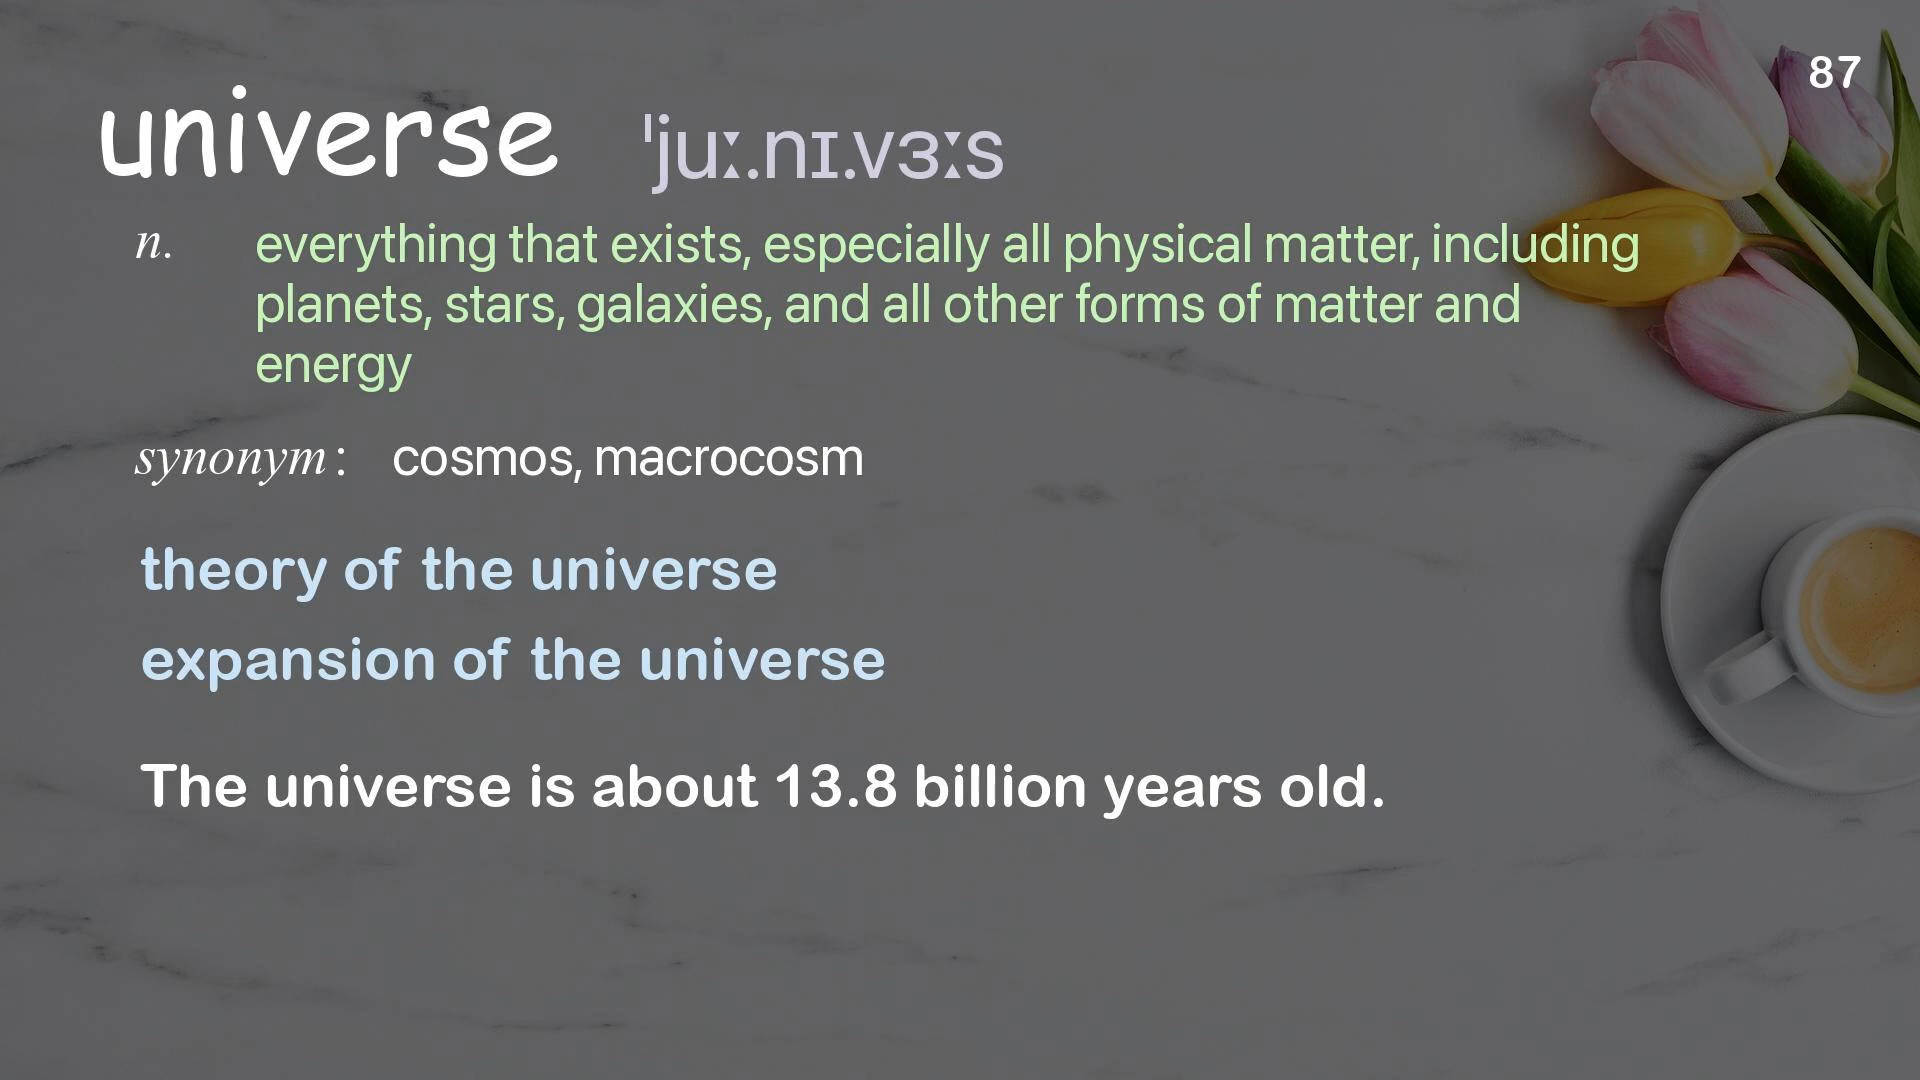 87
universe ˈjuː.nɪ.vɜːs
n. everything that exists, especially all physical matter, including
planets, stars, galaxies, and all other forms of matter and
energy
synonym: cosmos, macrocosm
theory of the universe
expansion of the universe
The universe is about 13.8 billion years old.